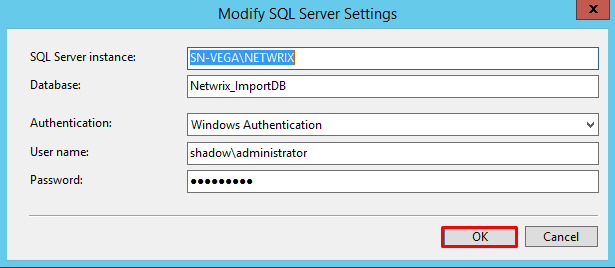 Modify SQL Server Settings
x
SQL Server instance: SN-VEGA\NETWRIX
Database: Netwrix_ImportDB
Authentication: Windows Authentication
User name: shadow\administrator
Password: ●●●●●●●●●
OK Cancel